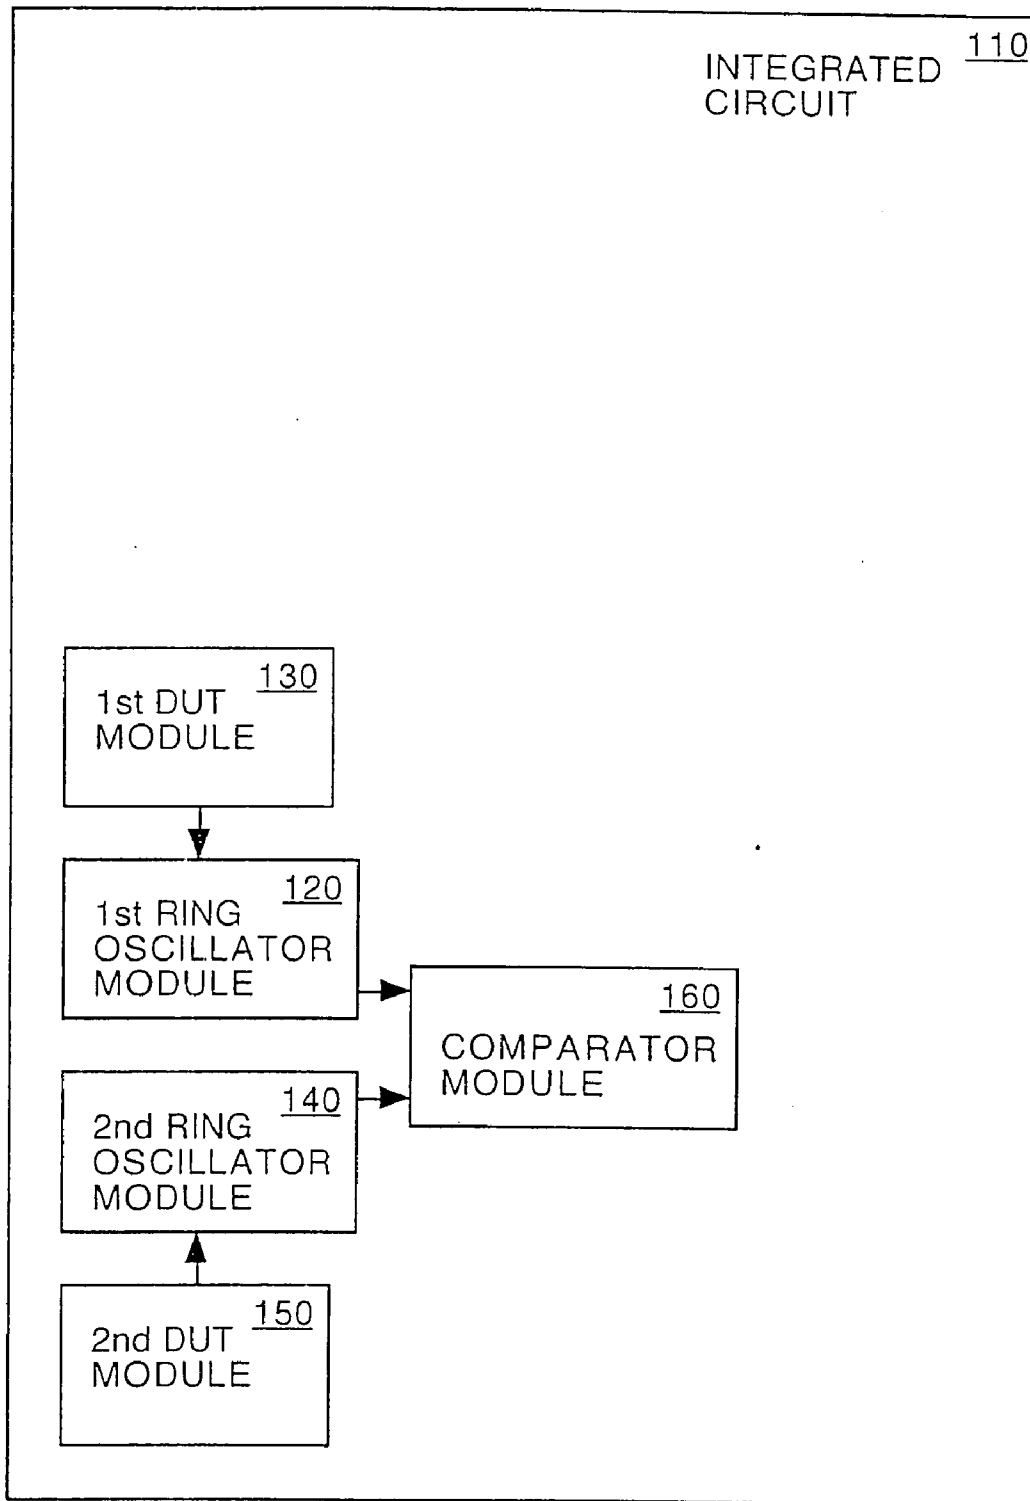 110
INTEGRATED
CIRCUIT
130
1st DUT
MODULE
120
1st RING
OSCILLATOR
MODULE
160
COMPARATOR
MODULE
140
2nd RING
OSCILLATOR
MODULE
150
2nd DUT
MODULE